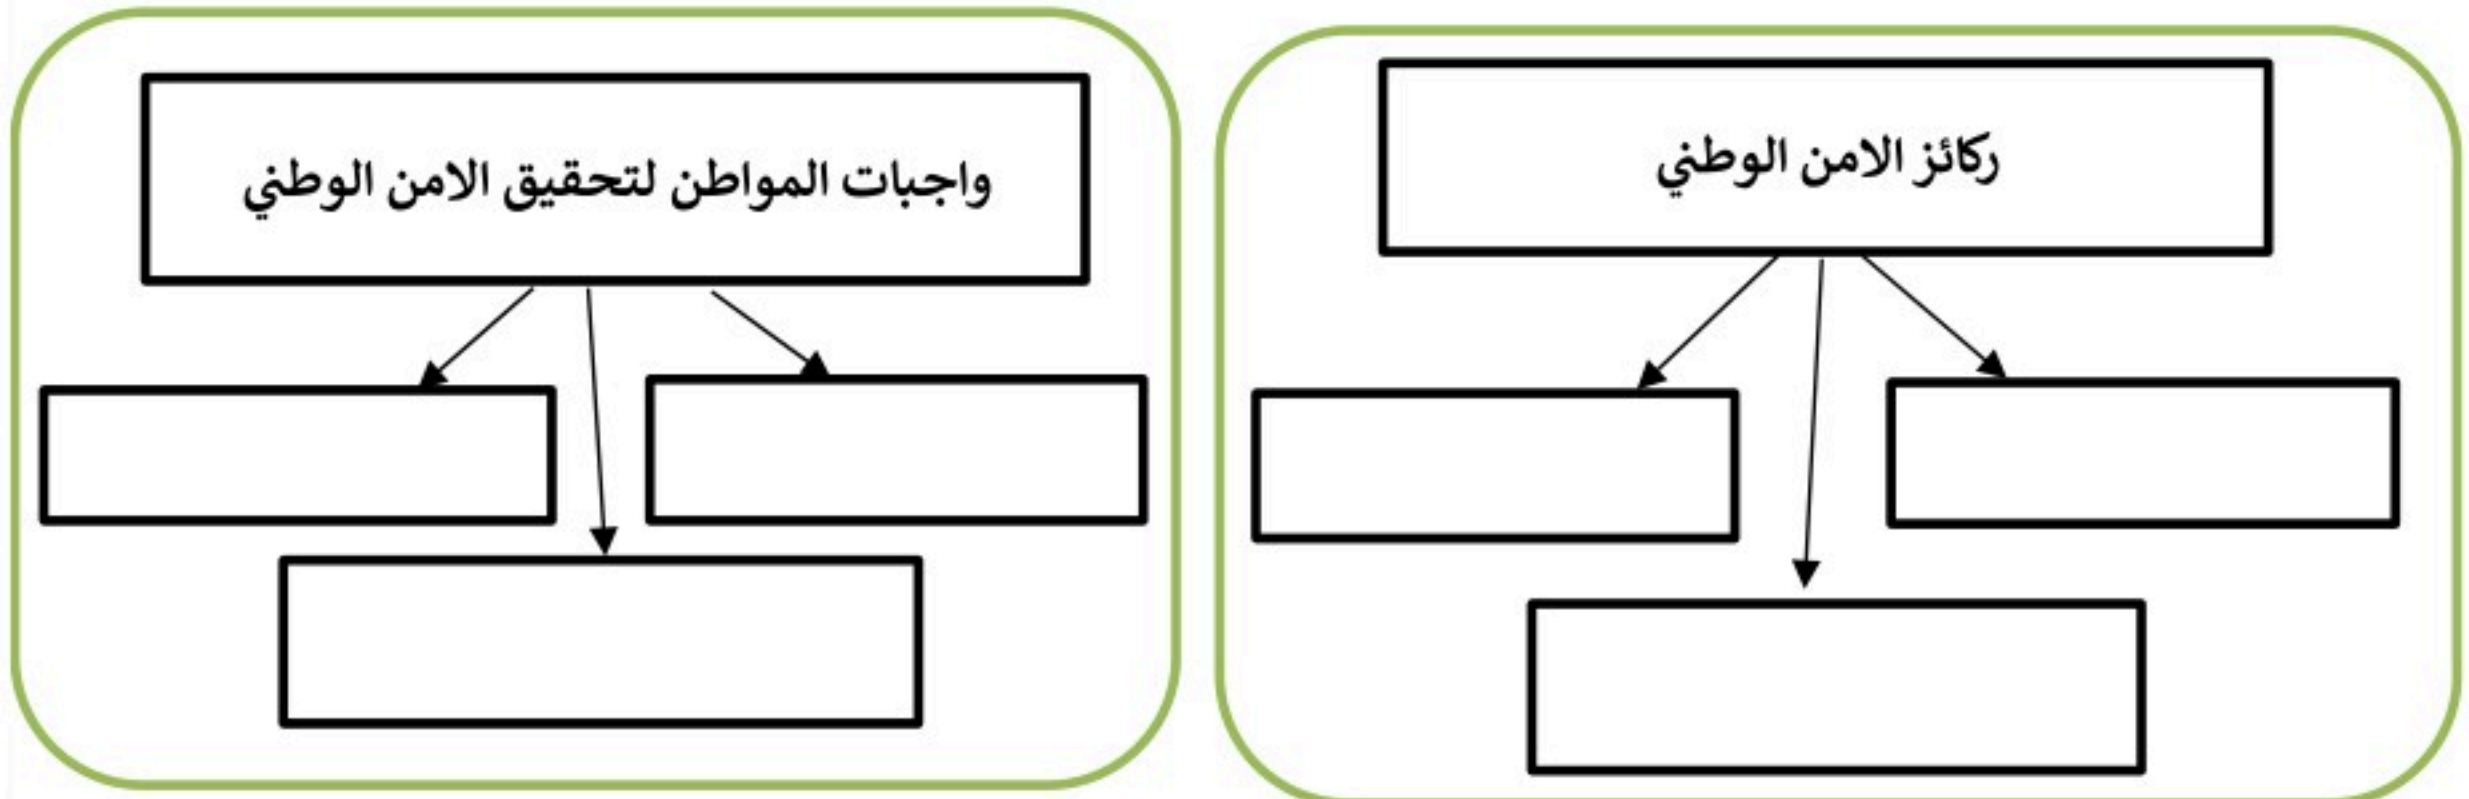 ركائز الامن الوطني
واجبات المواطن لتحقيق الامن الوطني